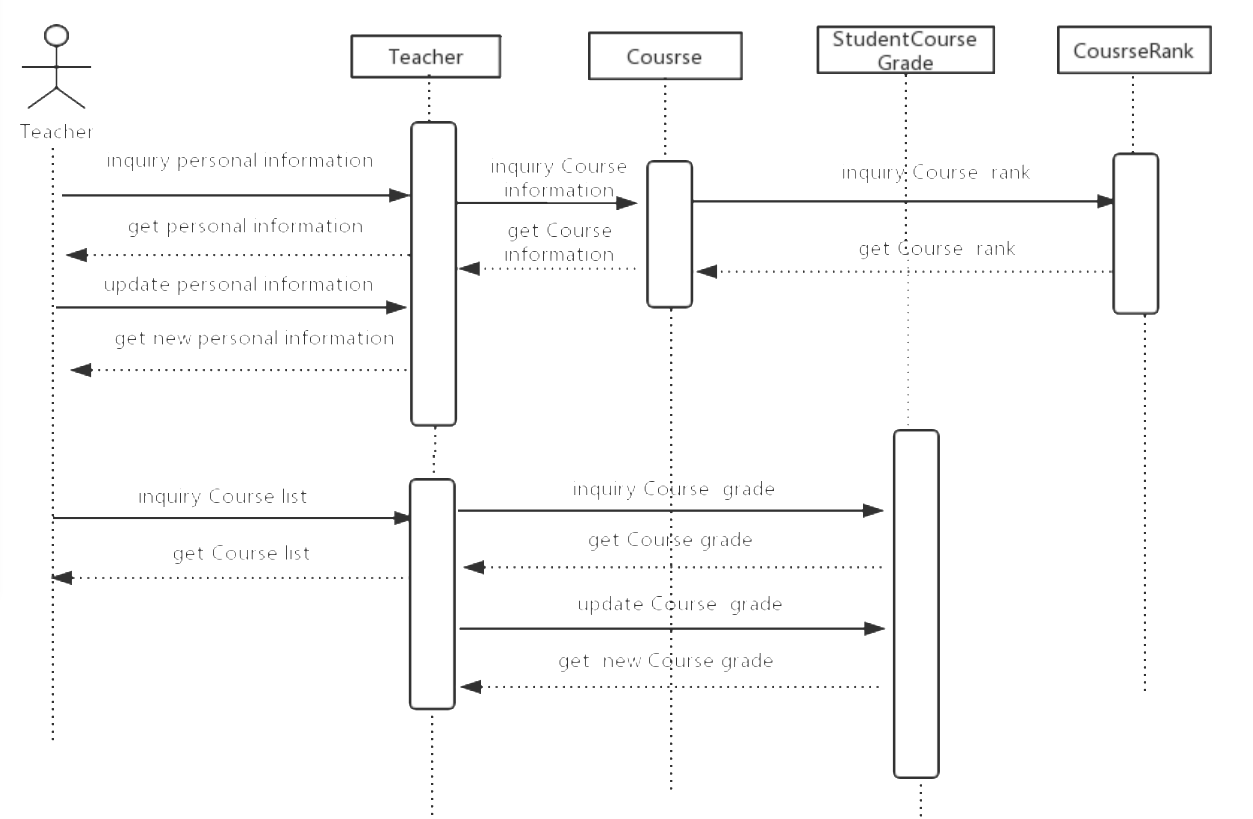 Teacher
Cousrse
StudentCourse
Grade
CousrseRank
Teacher
inquiry personal information
inquiry Course
information
inquiry Course rank
get personal information
get Course
information
get Course rank
update personal information
get new personal information
inquiry Course list
inquiry Course grade
get Course list
get Course grade
update Course grade
get new Course grade